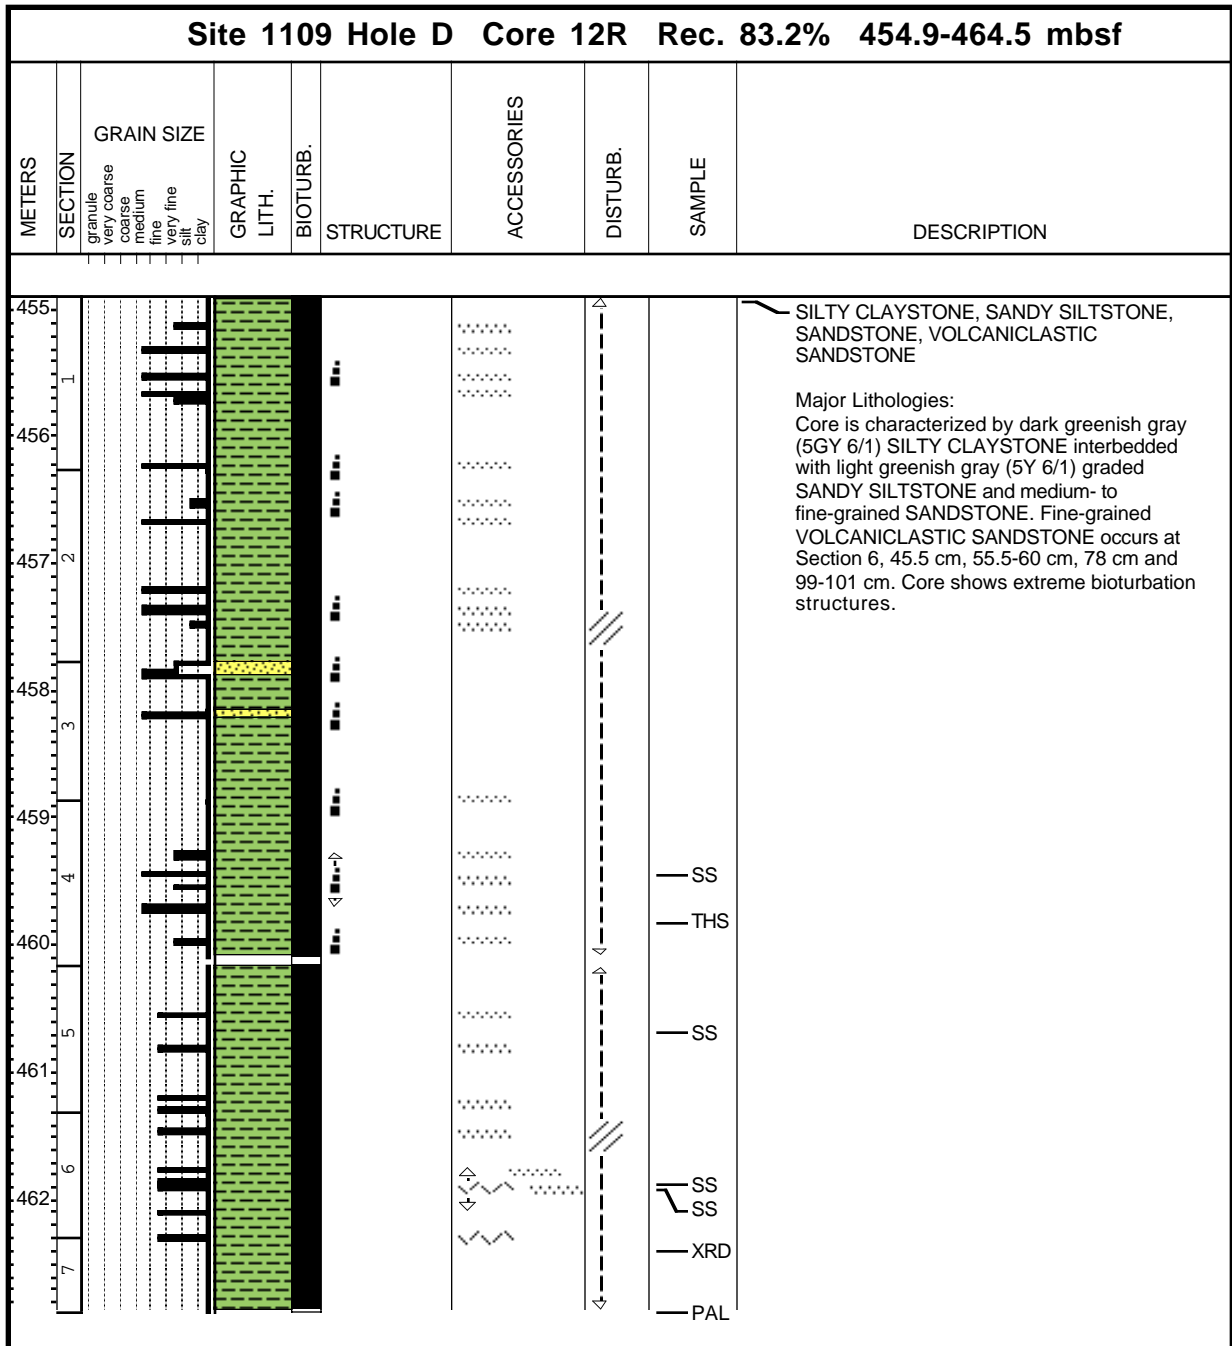 Site 1109 Hole D Core 12R Rec. 83.2% 454.9-464.5 mbsf
METERS
SECTION
GRAIN SIZE
granule
very coarse
coarse
medium
fine
very fine
silt
clay
GRAPHIC
LITH.
BIOTURB.
STRUCTURE
ACCESSORIES
DISTURB.
SAMPLE
DESCRIPTION
455
1
456
457
2
458
3
459
4
460
5
461
6
462
7
SS
THS
SS
SS
SS
XRD
PAL
SILTY CLAYSTONE, SANDY SILTSTONE,
SANDSTONE, VOLCANICLASTIC
SANDSTONE
Major Lithologies:
Core is characterized by dark greenish gray
(5GY 6/1) SILTY CLAYSTONE interbedded
with light greenish gray (5Y 6/1) graded
SANDY SILTSTONE and medium- to
fine-grained SANDSTONE. Fine-grained
VOLCANICLASTIC SANDSTONE occurs at
Section 6, 45.5 cm, 55.5-60 cm, 78 cm and
99-101 cm. Core shows extreme bioturbation
structures.